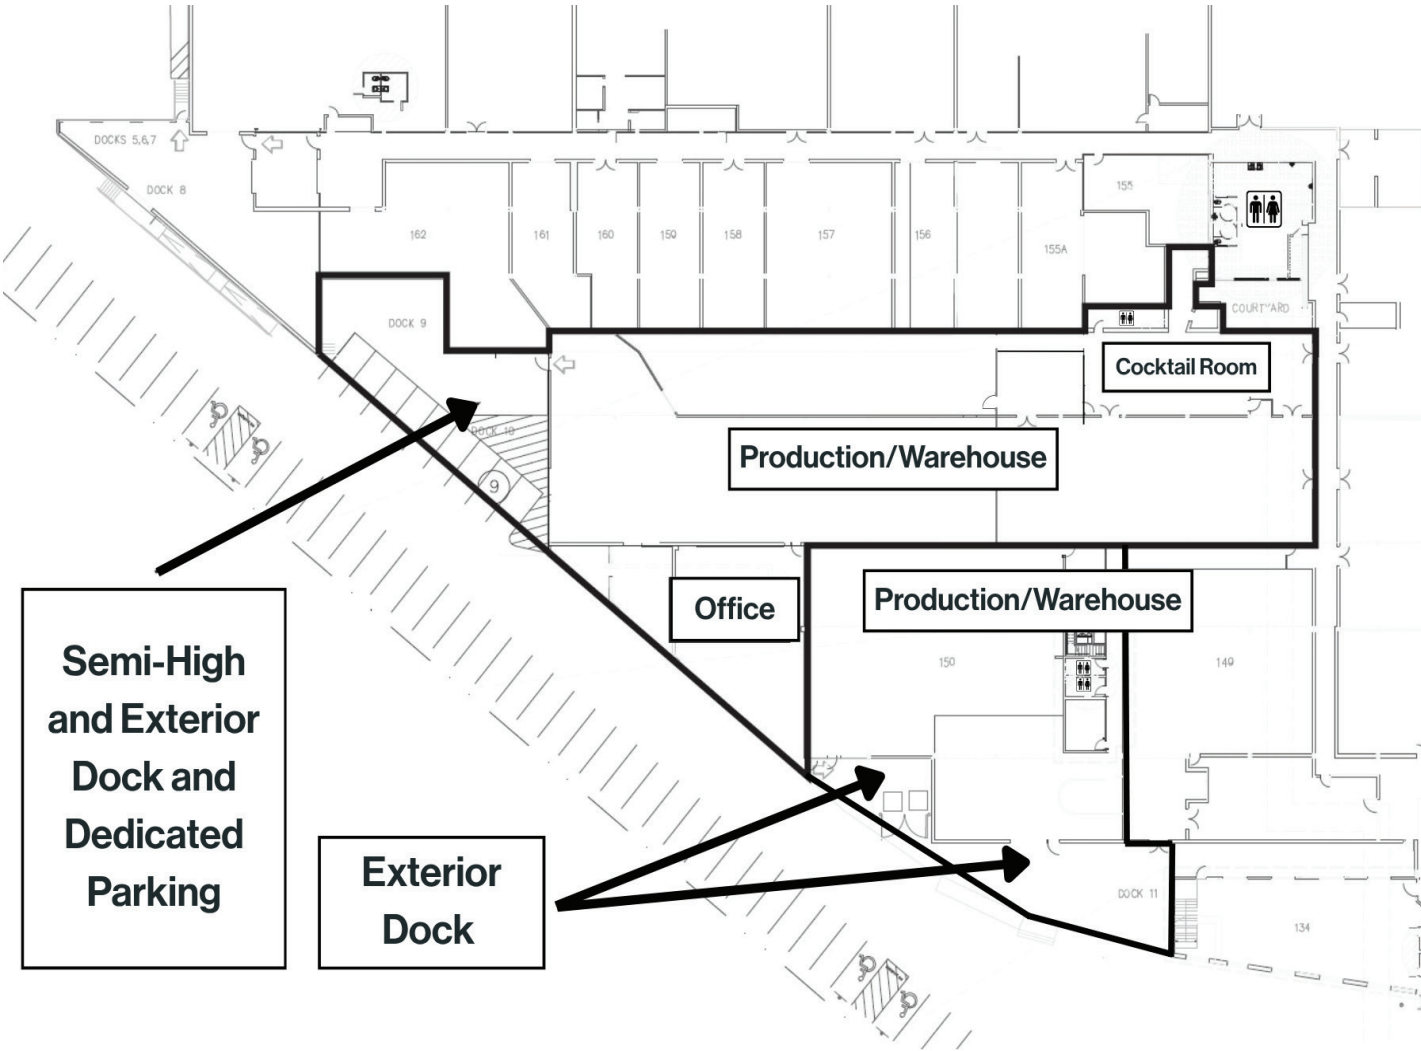 DOCKS 5,6,7
DOCK 8
162
161
160
159
158
157
156
155A
155
COURTYARD
DOCK 9
Cocktail Room
DOCK 10
Production/Warehouse
9
Office
Production/Warehouse
150
149
Semi-High
and Exterior
Dock and
Dedicated
Parking
Exterior
Dock
DOCK 11
134